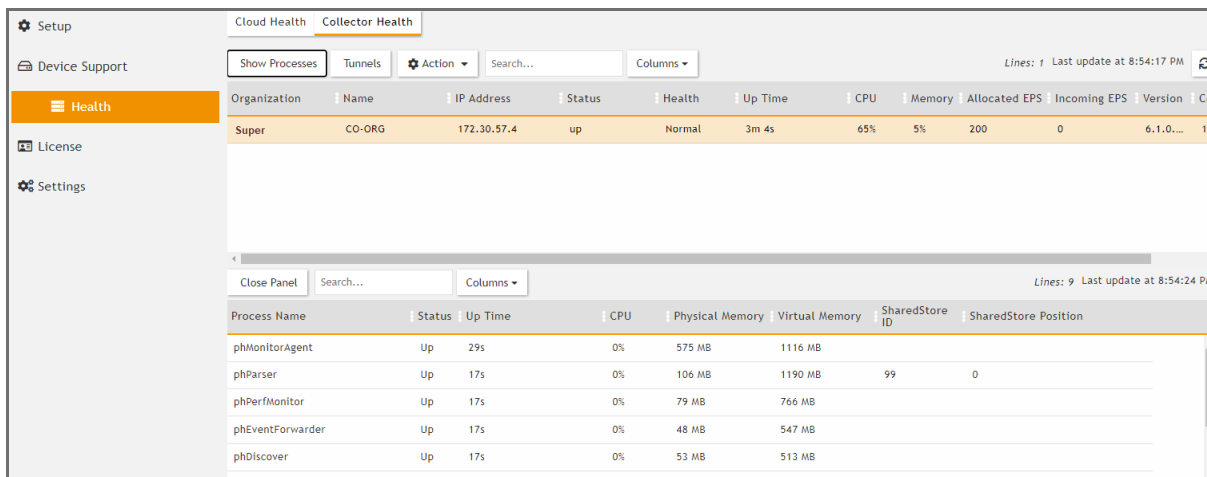 Setup
Device Support
Health
License
Settings
Cloud Health Collector Health
Show Processes Tunnels Action Search... Columns Lines: 1 Last update at 8:54:17 PM
Organization Name IP Address Status Health Up Time CPU Memory Allocated EPS Incoming EPS Version
Super CO-ORG 172.30.57.4 up Normal 3m 4s 65% 5% 200 0 6.1.0.... 1
Close Panel Search... Columns Lines: 9 Last update at 8:54:24
Process Name Status Up Time CPU Physical Memory Virtual Memory SharedStore ID SharedStore Position
phMonitorAgent Up 29s 0% 575 MB 1116 MB
phParser Up 17s 0% 106 MB 1190 MB 99 0
phPerfMonitor Up 17s 0% 79 MB 766 MB
phEventForwarder Up 17s 0% 48 MB 547 MB
phDiscover Up 17s 0% 53 MB 513 MB